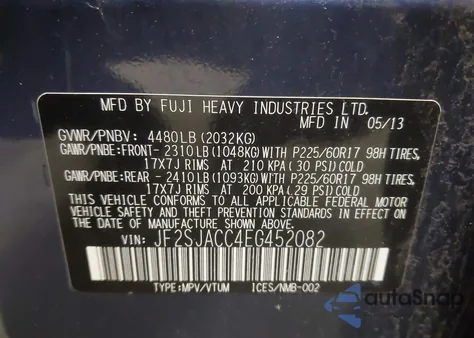 MFD BY FUJI HEAVY INDUSTRIES LTD.
MADE IN JAPAN 05/13
GVWR/PNBV: 4480LB(2032KG)
GAWR/PNBE:FRONT- 2310LB(1048KG)WITH P225/60R17 98H TIRES,
17X7J RIMS AT 210 KPA (30 PSI)COLD
GAWR/PNBE:REAR - 2410LB(1093KG)WITH P225/60R17 98H TIRES,
17X7J RIMS AT 200 KPA (29 PSI)COLD
THIS VEHICLE CONFORMS TO ALL APPLICABLE FEDERAL MOTOR
VEHICLE SAFETY STANDARDS IN EFFECT ON
THE DATE OF MANUFACTURE SHOWN ABOVE.
VIN: JF2SJACC4EG452082
TYPE:MPV/VTUM ICES/NMB-002
autoSnap